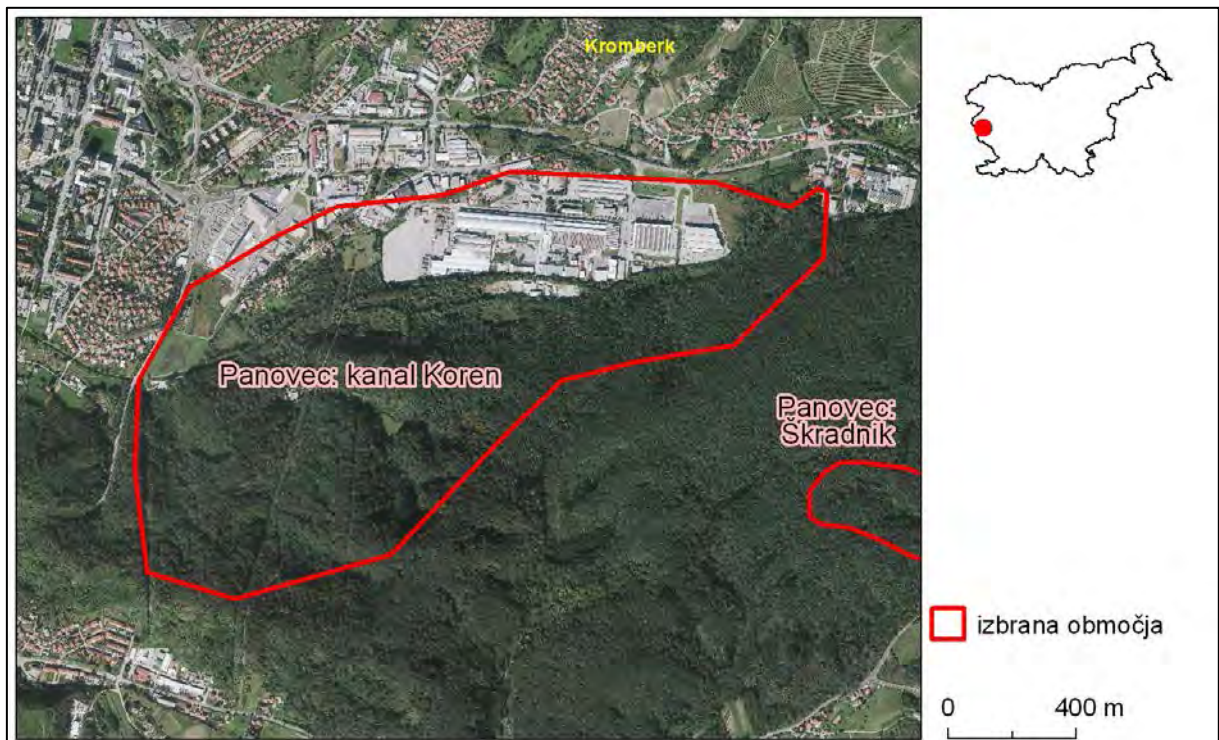 Kromberk
Panovec: kanal Koren
Panovec:
Škradnik
izbrana območja
0 400 m